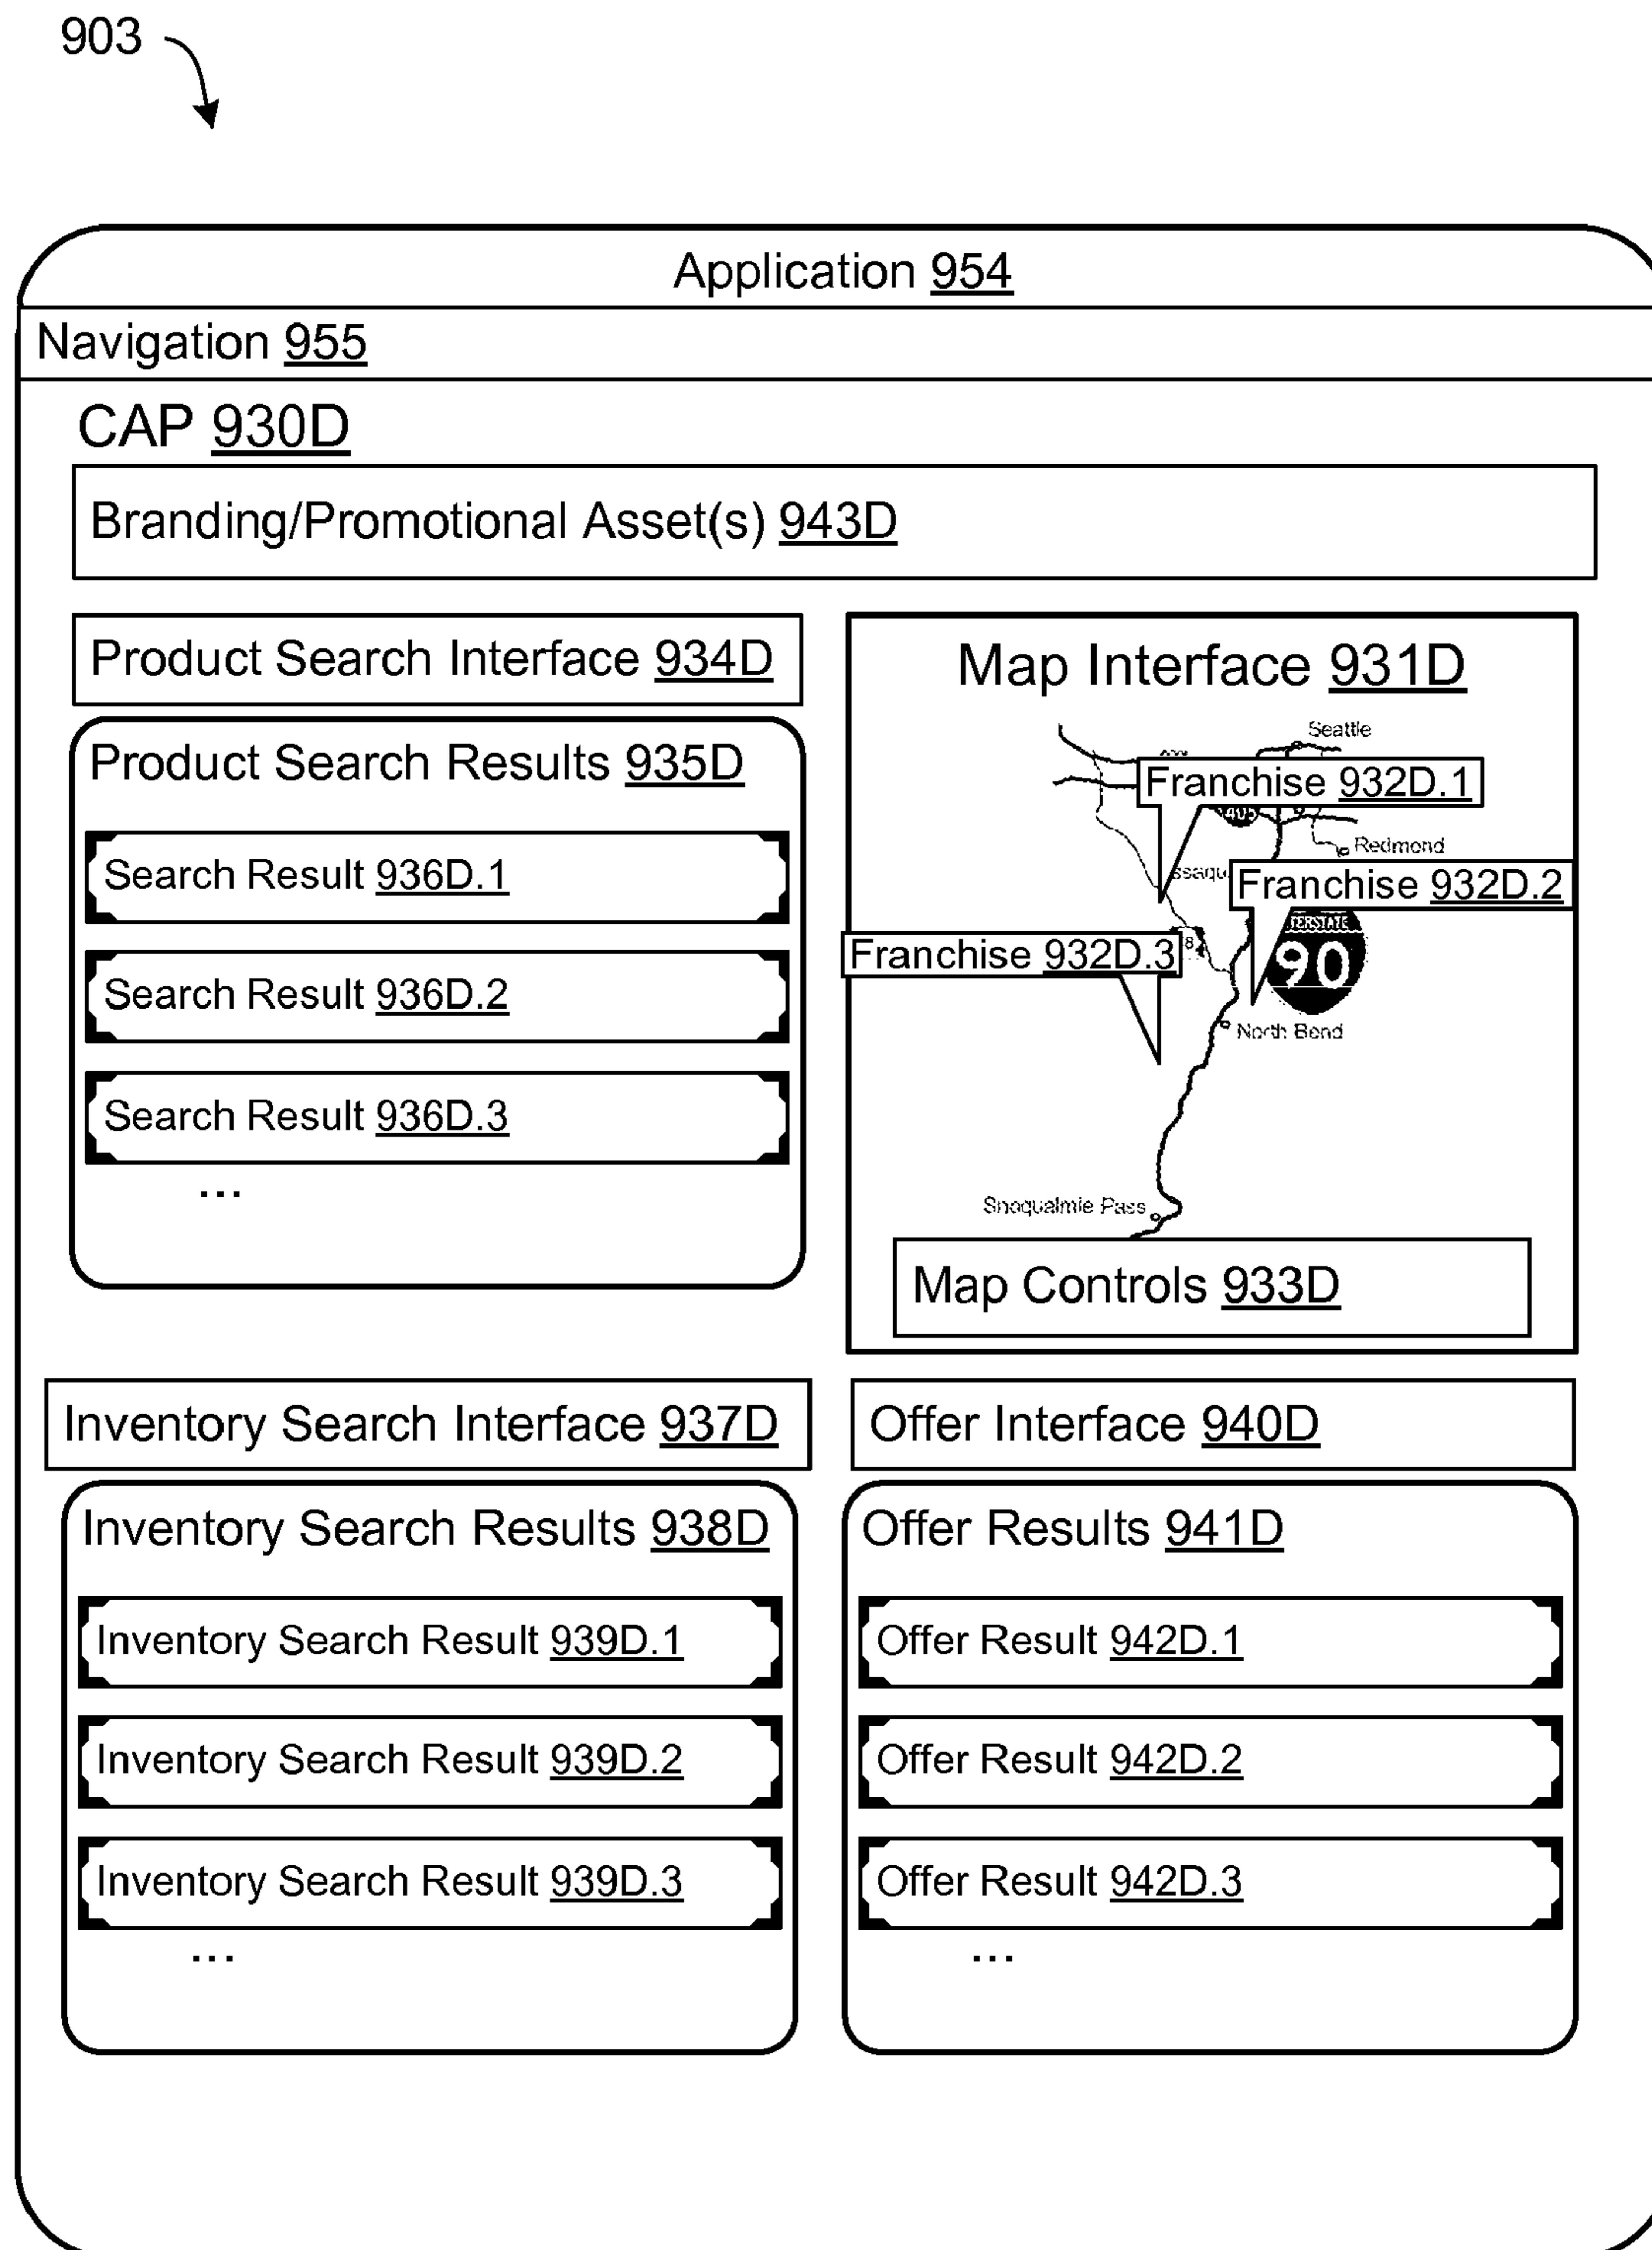 903
Application 954
Navigation 955
CAP 930D
Branding/Promotional Asset(s) 943D
Product Search Interface 934D
Product Search Results 935D
Search Result 936D.1
Search Result 936D.2
Search Result 936D.3
...
Map Interface 931D
Seattle
Franchise 932D.1
405
Redmond
Franchise 932D.2
Franchise 932D.3
90
North Bend
Snoqualmie Pass
Map Controls 933D
Inventory Search Interface 937D
Inventory Search Results 938D
Inventory Search Result 939D.1
Inventory Search Result 939D.2
Inventory Search Result 939D.3
...
Offer Interface 940D
Offer Results 941D
Offer Result 942D.1
Offer Result 942D.2
Offer Result 942D.3
...